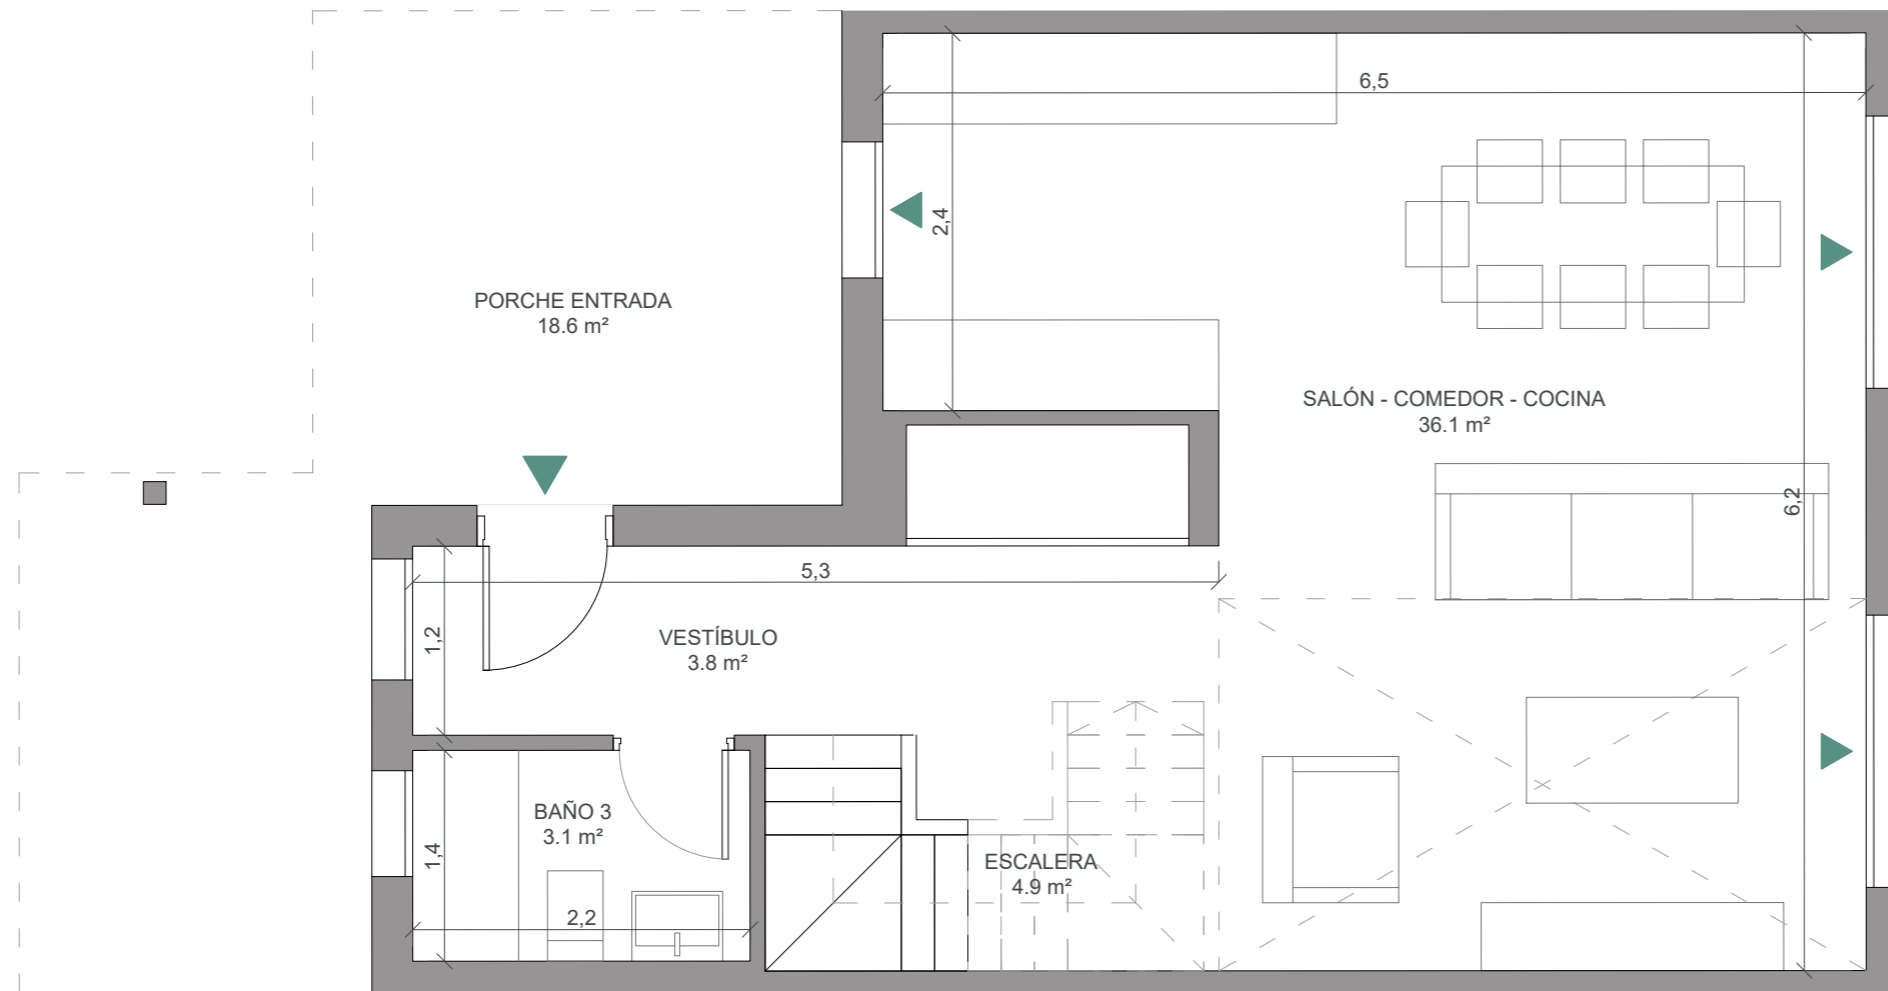 6,5
2,4
PORCHE ENTRADA
18.6 m²
SALÓN - COMEDOR - COCINA
36.1 m²
6,2
5,3
1,2
VESTÍBULO
3.8 m²
BAÑO 3
3.1 m²
1,4
ESCALERA
4.9 m²
2,2